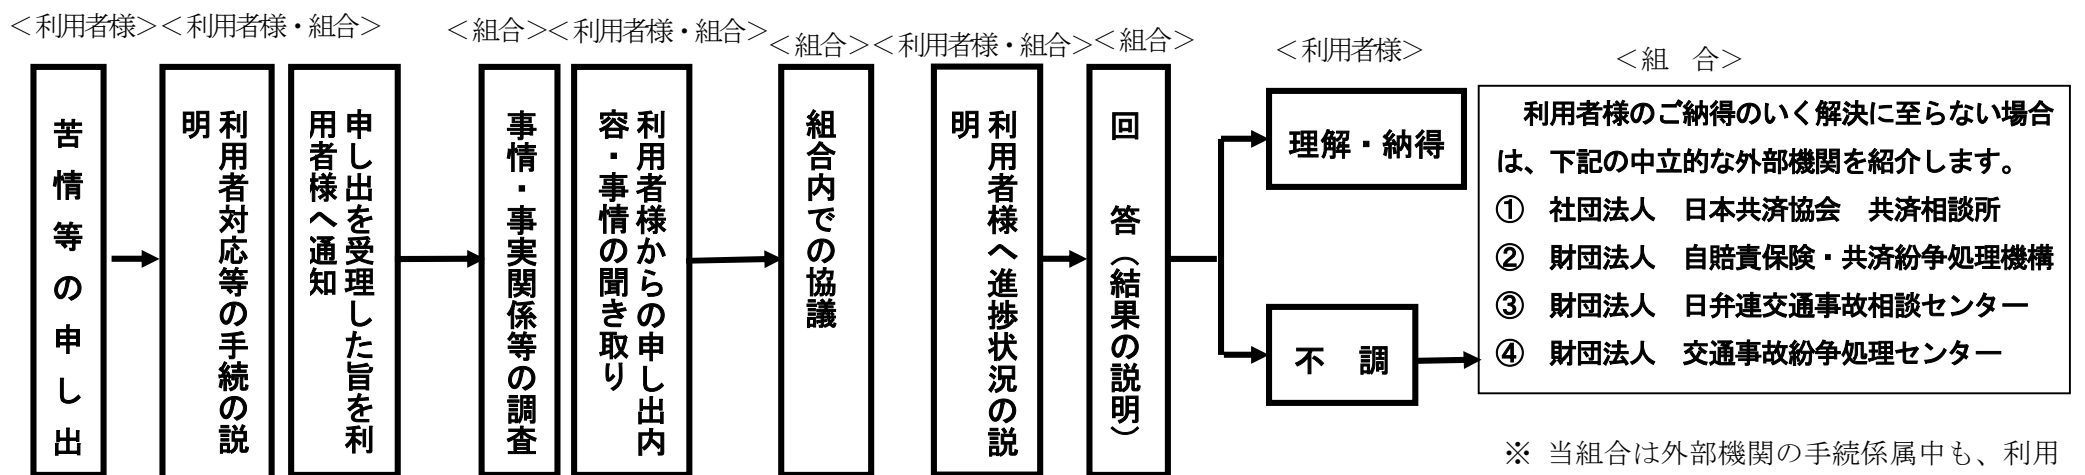 ＜利用者様＞＜利用者様・組合＞
＜組合＞＜利用者様・組合＞
＜組合＞＜利用者様・組合＞＜組合＞
＜利用者様＞
＜組　合＞
苦情等の申し出
利用者対応等の手続の説
明
申し出を受理した旨を利
用者様へ通知
事情・事実関係等の調査
利用者様からの申し出内
容・事情の聞き取り
組合内での協議
利用者様へ進捗状況の説
明
回　答（結果の説明）
理解・納得
不　調
利用者様のご納得のいく解決に至らない場合
は、下記の中立的な外部機関を紹介します。
①　社団法人　日本共済協会　共済相談所
②　財団法人　自賠責保険・共済紛争処理機構
③　財団法人　日弁連交通事故相談センター
④　財団法人　交通事故紛争処理センター
※ 当組合は外部機関の手続係属中も、利用